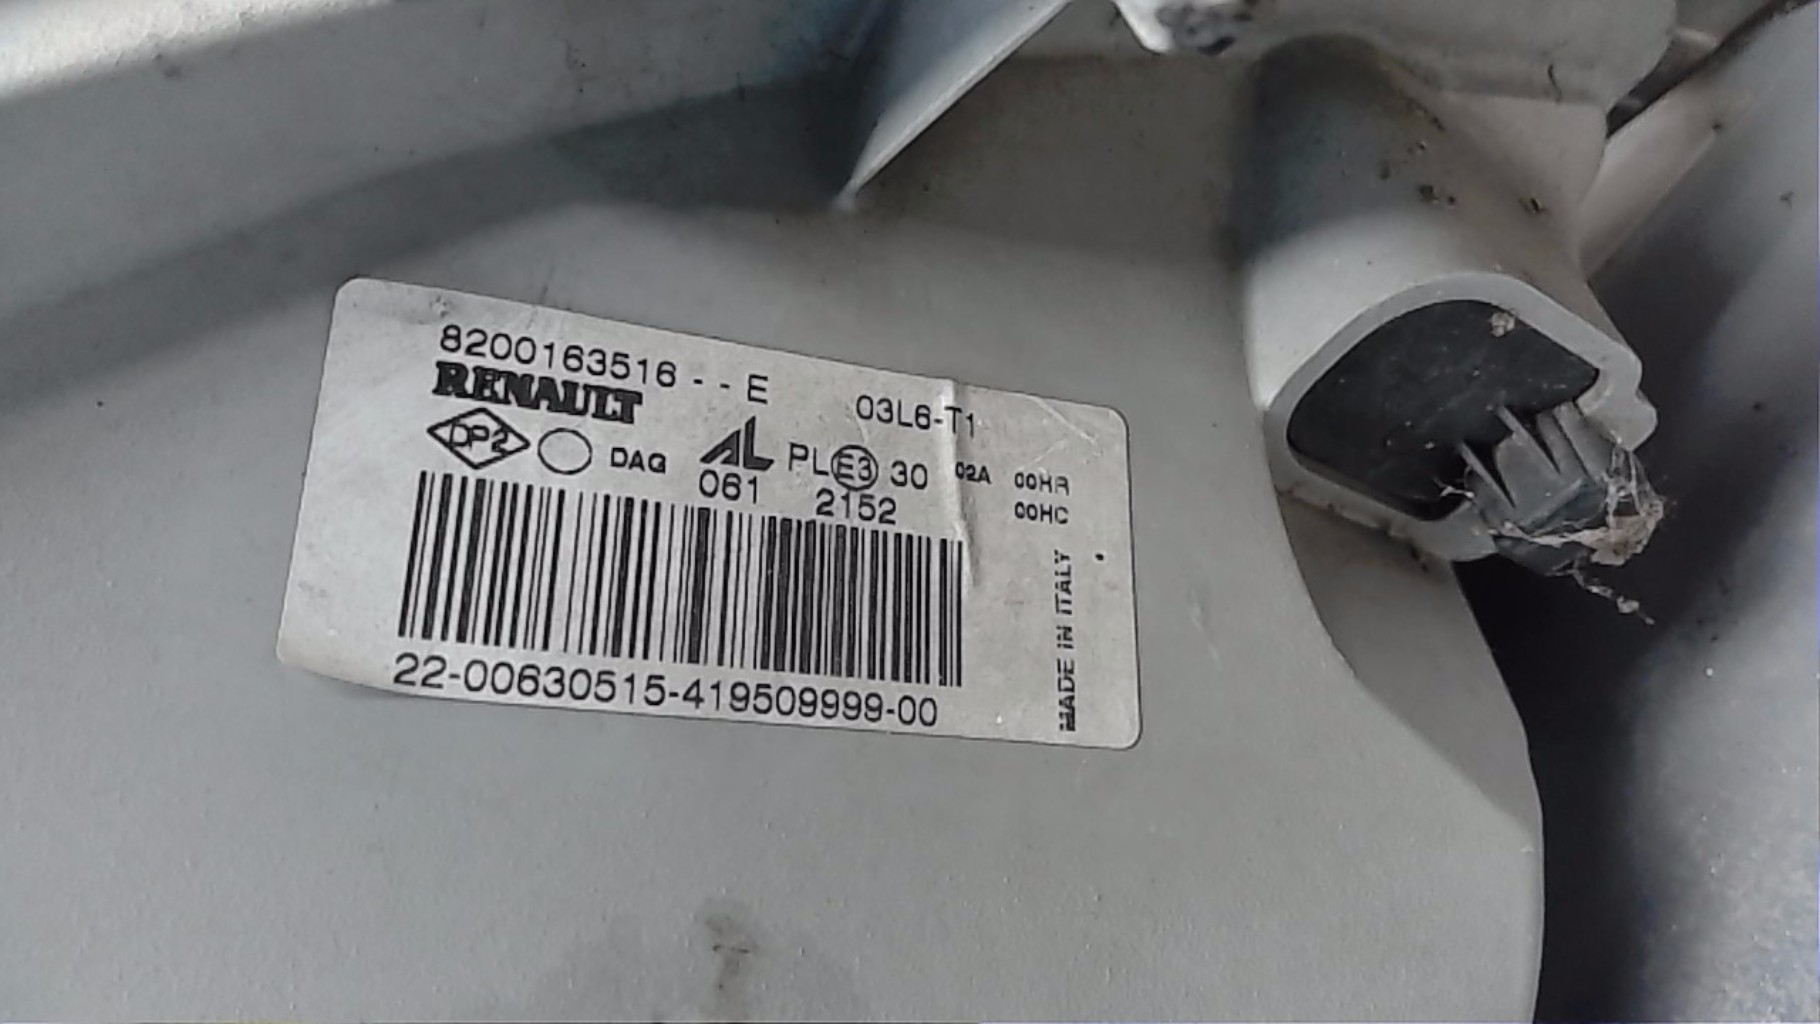 8200163516 - - E
RENAULT 03L6-T1
DP2 DAG AL PL E3 30 02A 00HR
061 2152 00HC
22-00630515-419509999-00
MADE IN ITALY